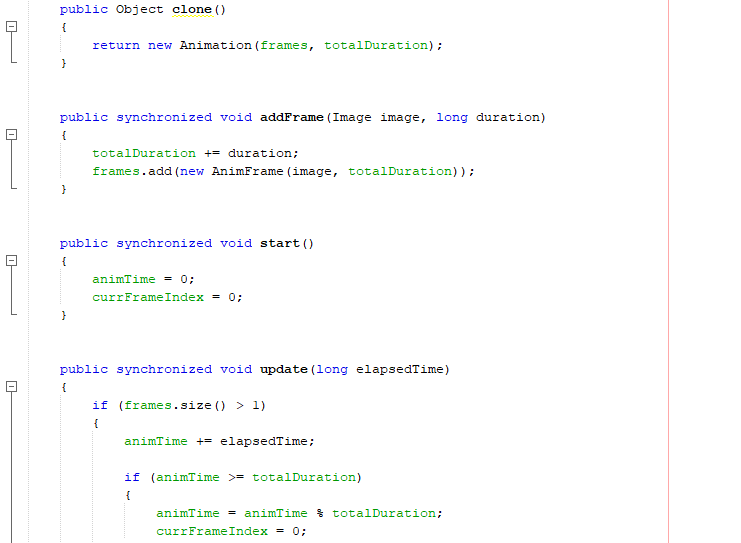 public Object clone()
{
return new Animation(frames, totalDuration);
}
public synchronized void addFrame(Image image, long duration)
{
totalDuration += duration;
frames.add(new AnimFrame(image, totalDuration));
}
public synchronized void start()
{
animTime = 0;
currFrameIndex = 0;
}
public synchronized void update(long elapsedTime)
{
if (frames.size() > 1)
{
animTime += elapsedTime;
if (animTime >= totalDuration)
{
animTime = animTime % totalDuration;
currFrameIndex = 0;